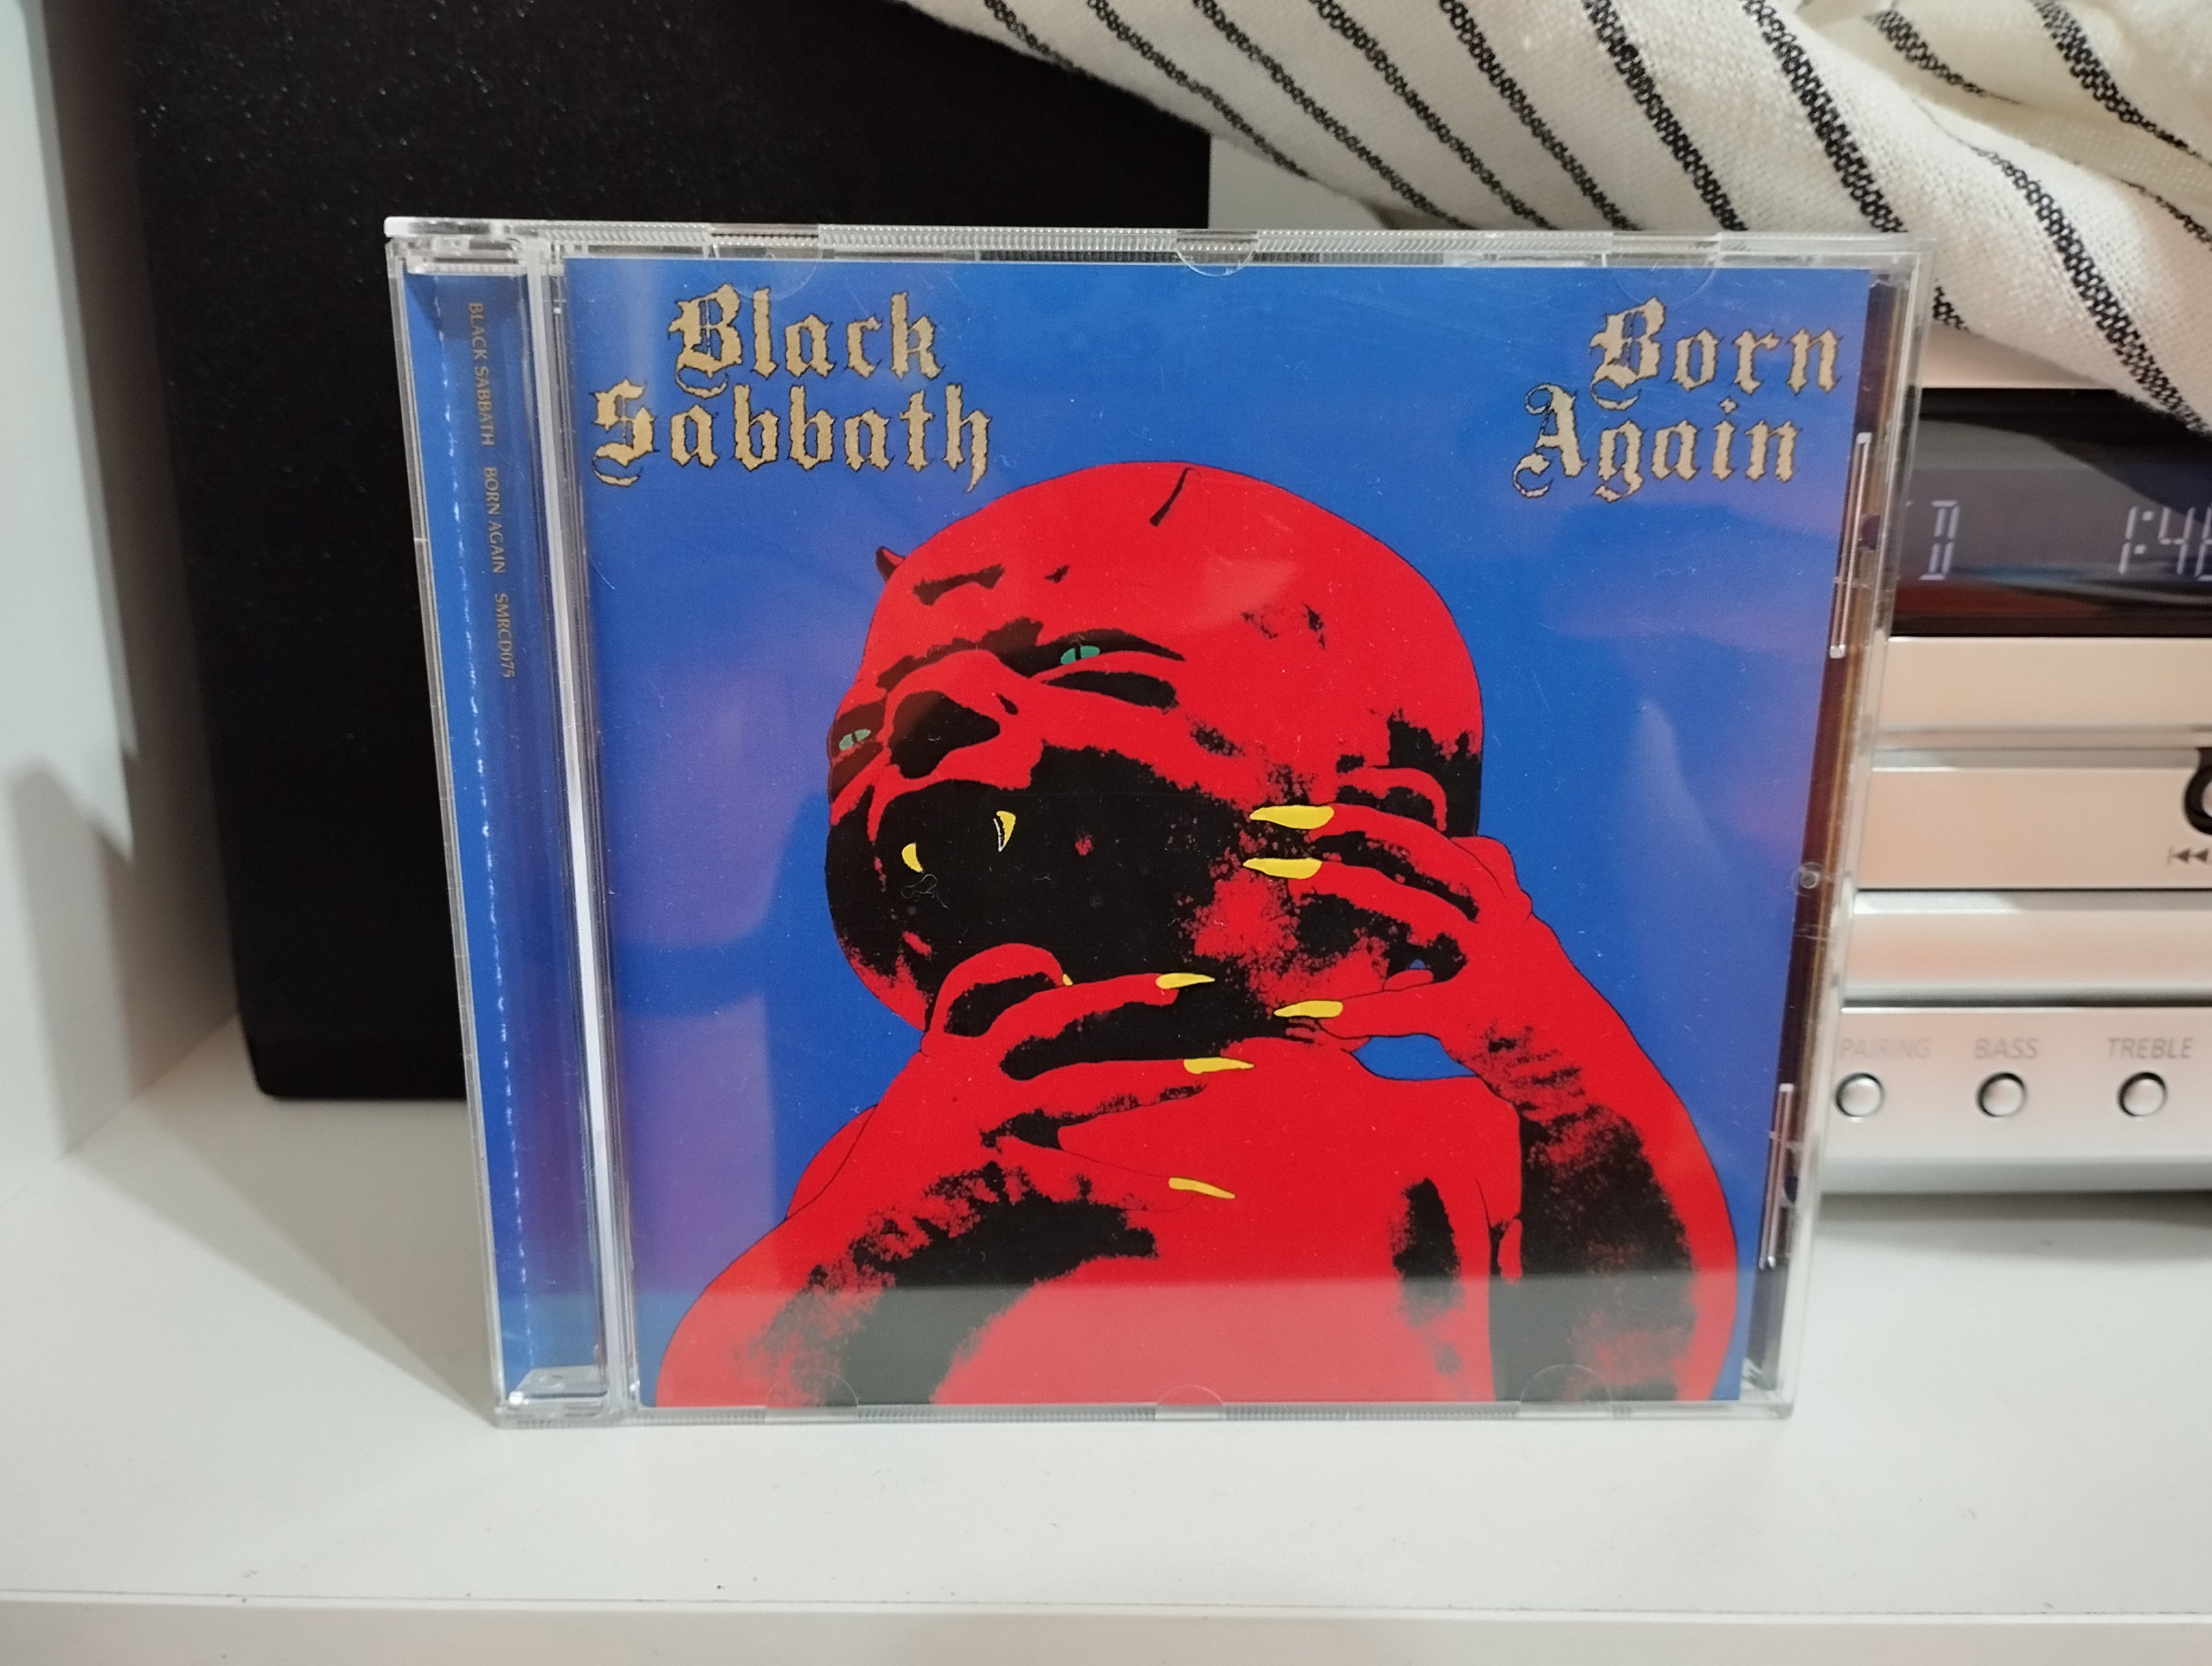 Black
Sabbath
Born
Again
BLACK SABBATH BORN AGAIN SMRCD075
PAIRING BASS TREBLE